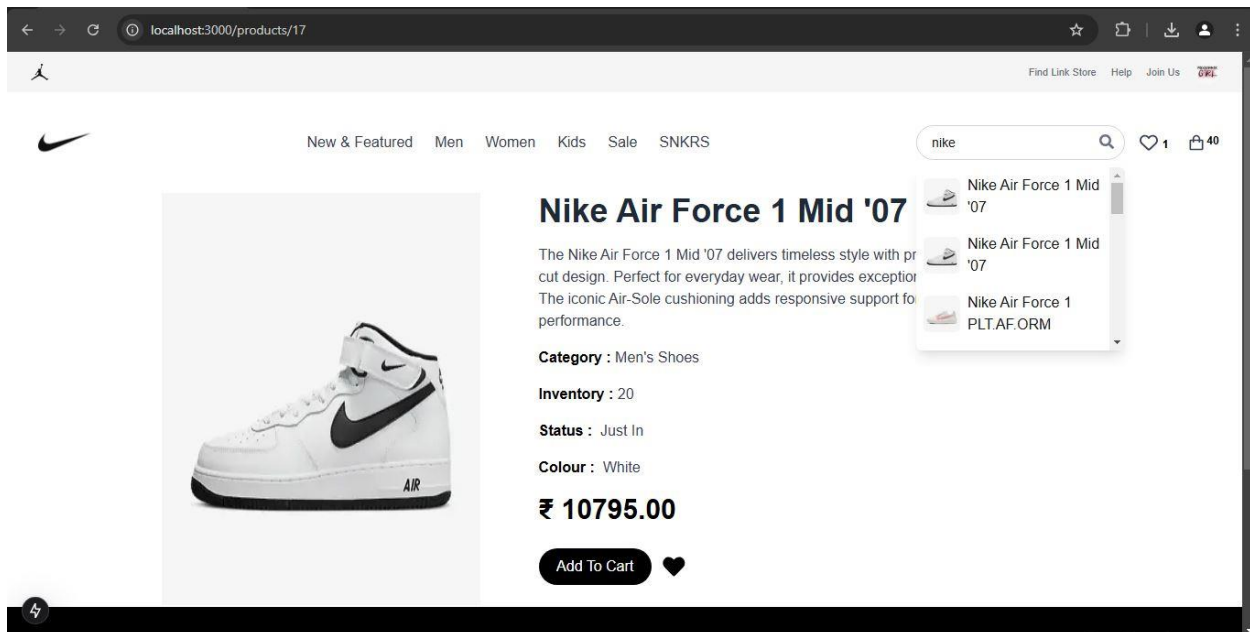 localhost:3000/products/17
Find Link Store Help Join Us
New & Featured Men Women Kids Sale SNKRS
nike
1
40
Nike Air Force 1 Mid '07
The Nike Air Force 1 Mid '07 delivers timeless style with pr
cut design. Perfect for everyday wear, it provides exception
The iconic Air-Sole cushioning adds responsive support fo
performance.
Category : Men's Shoes
Inventory : 20
Status : Just In
Colour : White
₹ 10795.00
Add To Cart
Nike Air Force 1 Mid
'07
Nike Air Force 1 Mid
'07
Nike Air Force 1
PLT.AF.ORM
AIR